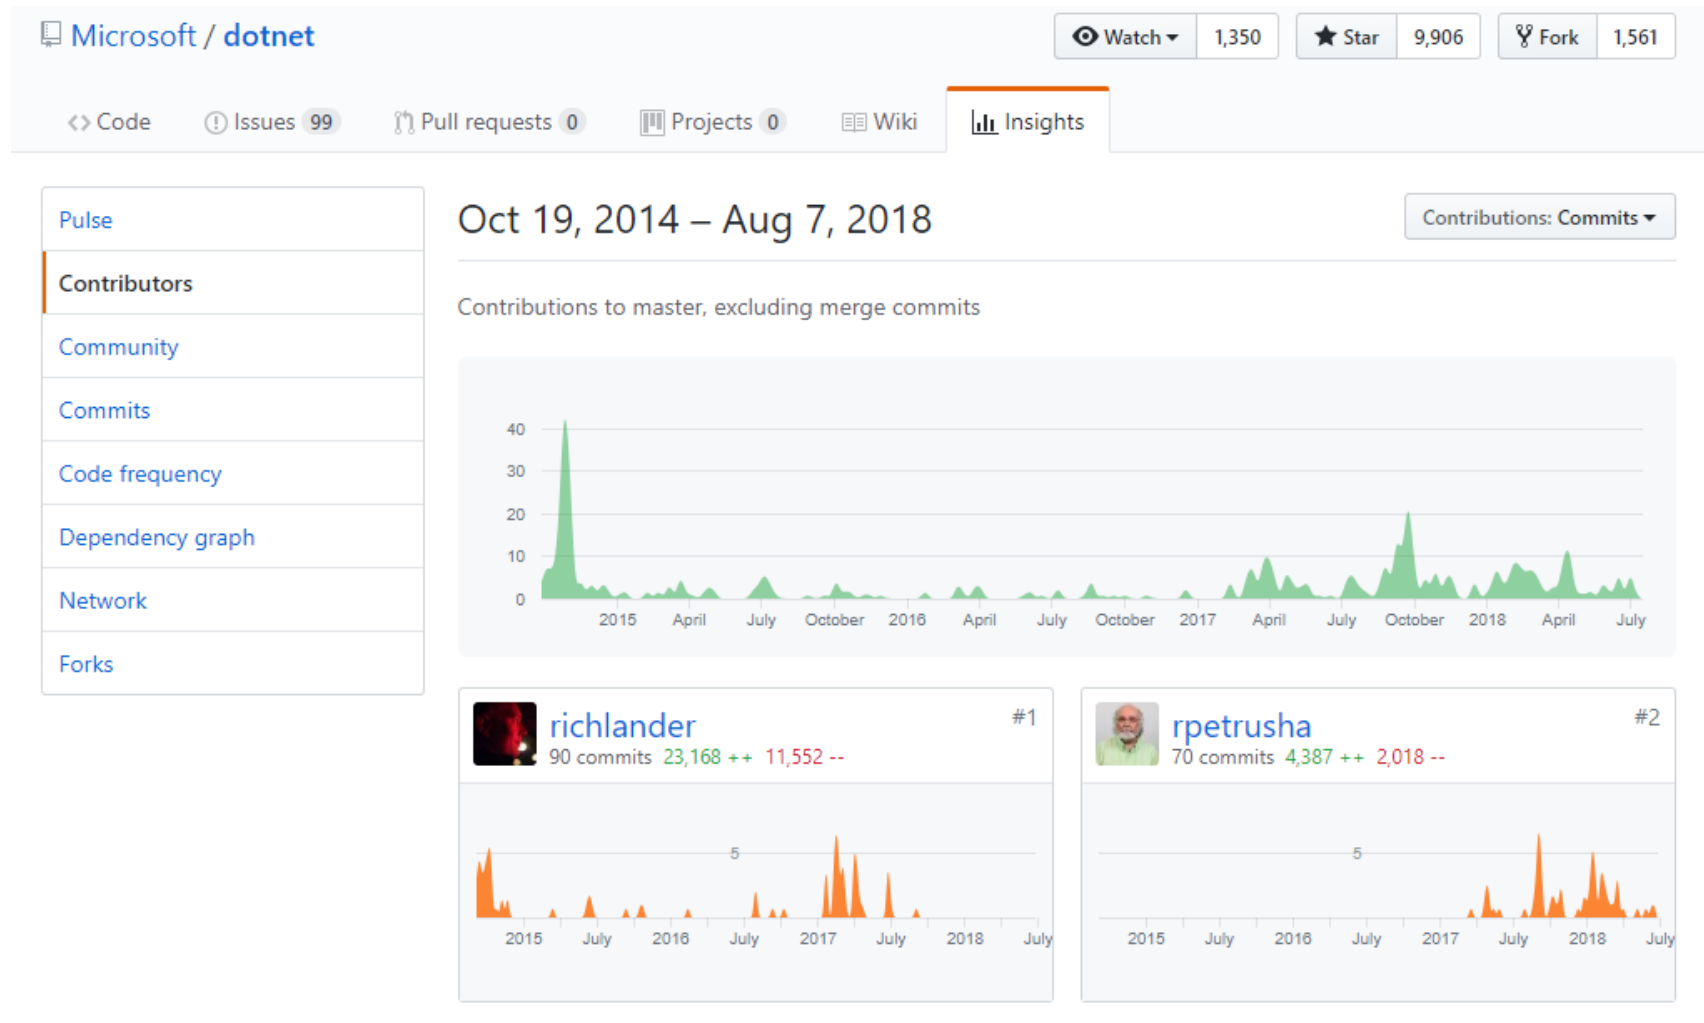 Microsoft / dotnet
Watch 1,350 Star 9,906 Fork 1,561
Code Issues 99 Pull requests 0 Projects 0 Wiki Insights
Pulse
Contributors
Community
Commits
Code frequency
Dependency graph
Network
Forks
Oct 19, 2014 – Aug 7, 2018
Contributions: Commits
Contributions to master, excluding merge commits
40
30
20
10
0
2015 April July October 2016 April July October 2017 April July October 2018 April July
richlander #1
90 commits 23,168 ++ 11,552 --
5
2015 July 2016 July 2017 July 2018 July
rpetrusha #2
70 commits 4,387 ++ 2,018 --
5
2015 July 2016 July 2017 July 2018 July